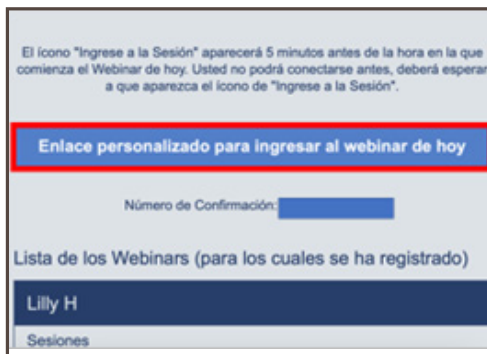 El ícono "Ingrese a la Sesión" aparecerá 5 minutos antes de la hora en la que
comienza el Webinar de hoy. Usted no podrá conectarse antes, deberá esperar
a que aparezca el ícono de "Ingrese a la Sesión".
Enlace personalizado para ingresar al webinar de hoy
Número de Confirmación:
Lista de los Webinars (para los cuales se ha registrado)
Lilly H
Sesiones